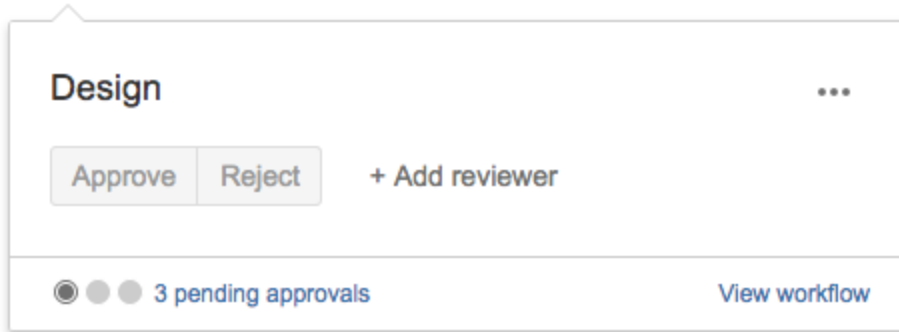 Design
Approve Reject + Add reviewer
3 pending approvals View workflow